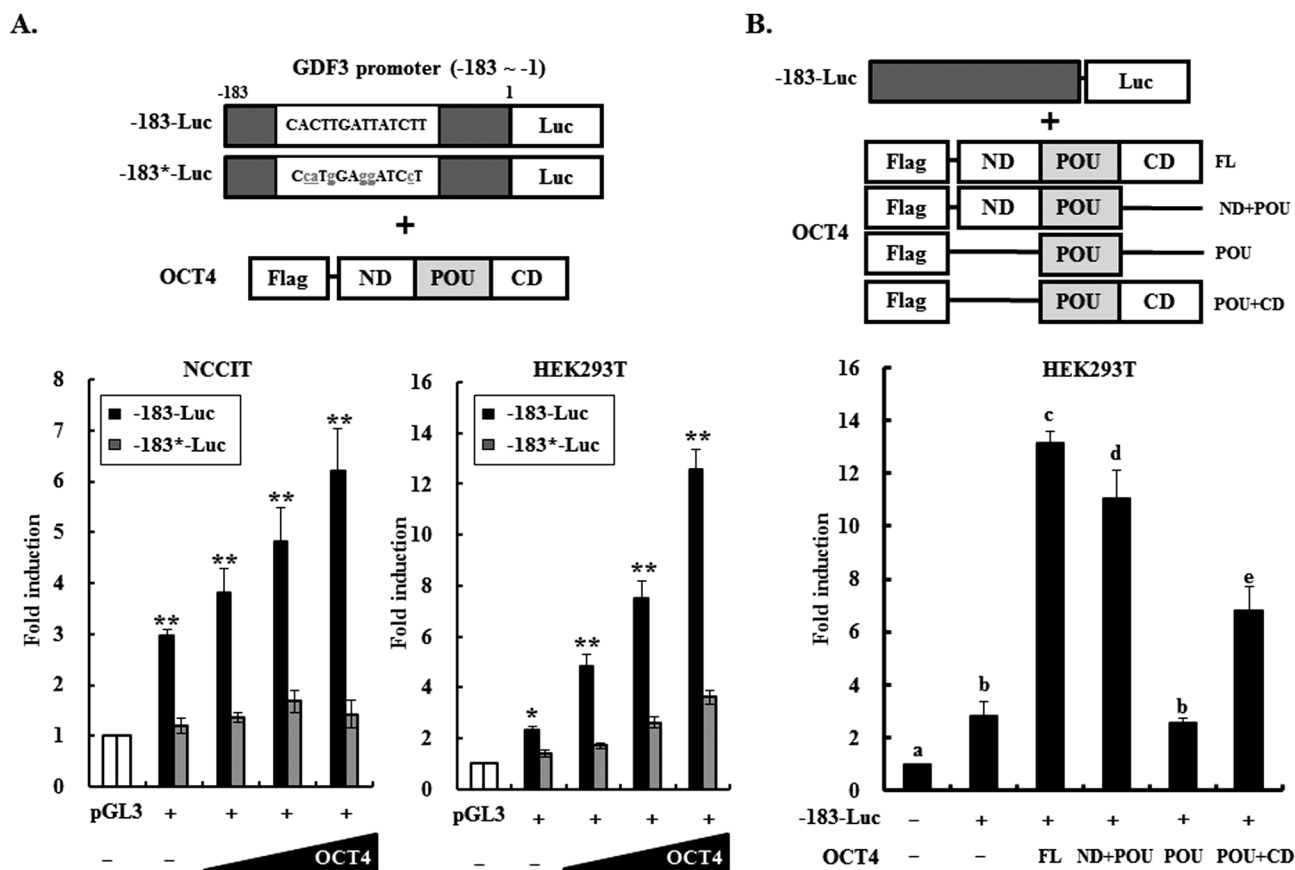 A.
GDF3 promoter (-183 ~ -1)
-183 1
-183-Luc CACTTGATTATCTT Luc
-183*-Luc CcaTgGAggATCcT Luc
+
OCT4 Flag ND POU CD
NCCIT
Fold induction
8
7
6
5
4
3
2
1
0
-183-Luc
-183*-Luc
** ** ** **
pGL3 + + + +
– – OCT4
HEK293T
Fold induction
16
14
12
10
8
6
4
2
0
-183-Luc
-183*-Luc
* ** ** **
pGL3 + + + +
– – OCT4
B.
-183-Luc Luc
+
OCT4
Flag ND POU CD FL
Flag ND POU ND+POU
Flag POU POU
Flag POU CD POU+CD
HEK293T
Fold induction
16
14
12
10
8
6
4
2
0
a b c d b e
-183-Luc – + + + + +
OCT4 – – FL ND+POU POU POU+CD